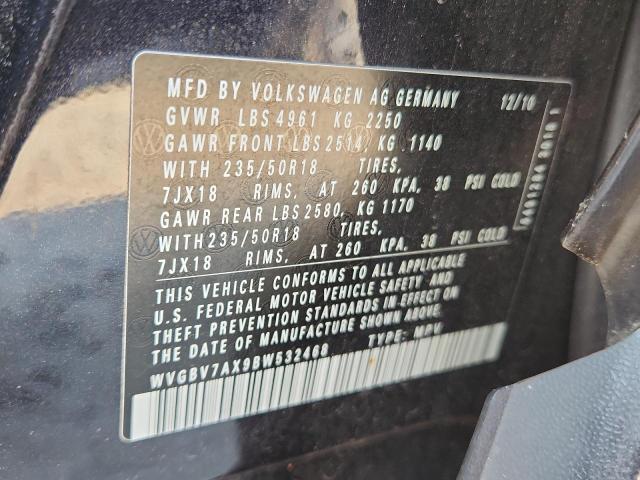 MFD BY VOLKSWAGEN AG GERMANY 12/10
GVWR LBS 4961 KG 2250
GAWR FRONT LBS 2514, KG 1140
WITH 235/50R18 TIRES,
7JX18 RIMS, AT 260 KPA, 38 PSI COLD
GAWR REAR LBS 2580, KG 1170
WITH 235/50R18 TIRES,
7JX18 RIMS, AT 260 KPA, 38 PSI COLD
THIS VEHICLE CONFORMS TO ALL APPLICABLE
U.S. FEDERAL MOTOR VEHICLE SAFETY AND
THEFT PREVENTION STANDARDS IN EFFECT ON
THE DATE OF MANUFACTURE SHOWN ABOVE.
WVGBV7AX9BW532468 TYPE: MPV